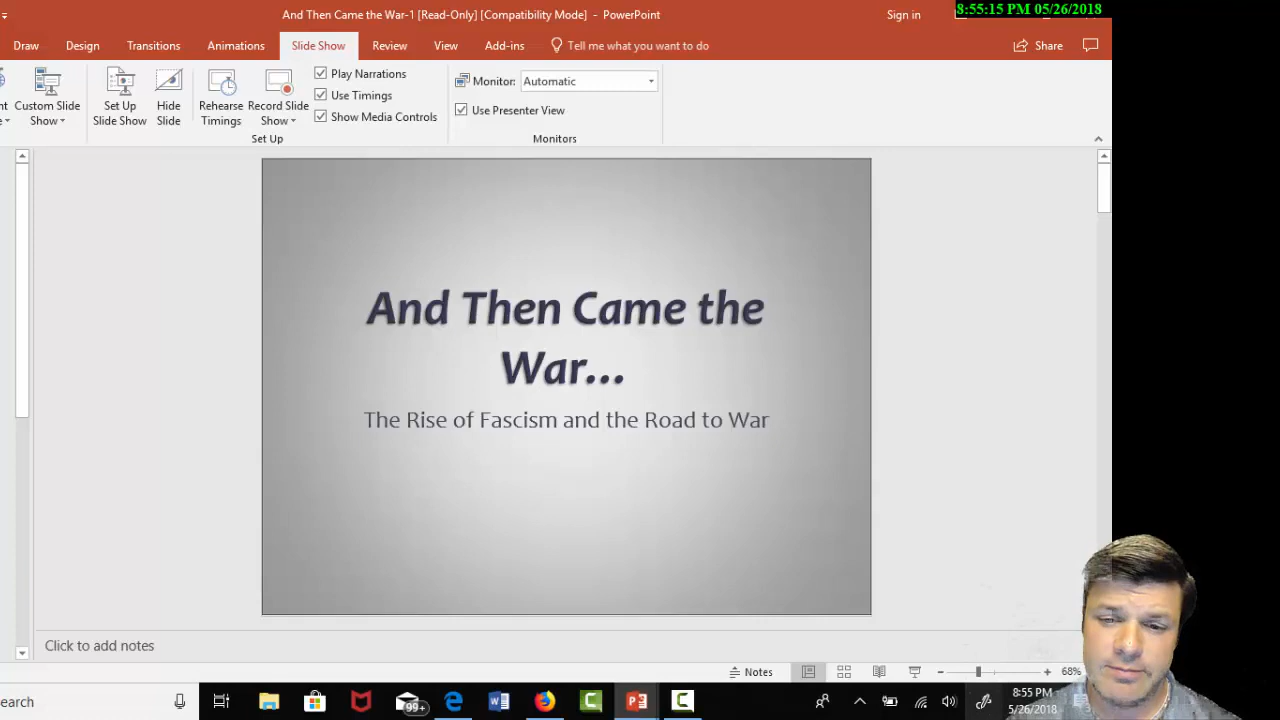 8:55:15 PM 05/26/2018
And Then Came the War-1 [Read-Only] [Compatibility Mode] - PowerPoint
Sign in
Draw
Design
Transitions
Animations
Slide Show
Review
View
Add-ins
Tell me what you want to do
Share
Custom Slide
Show
Set Up
Slide Show
Hide
Slide
Rehearse
Timings
Record Slide
Show
Play Narrations
Use Timings
Show Media Controls
Set Up
Monitor:
Automatic
Use Presenter View
Monitors
And Then Came the
War...
The Rise of Fascism and the Road to War
Click to add notes
Notes
68%
99+
8:55 PM
5/26/2018